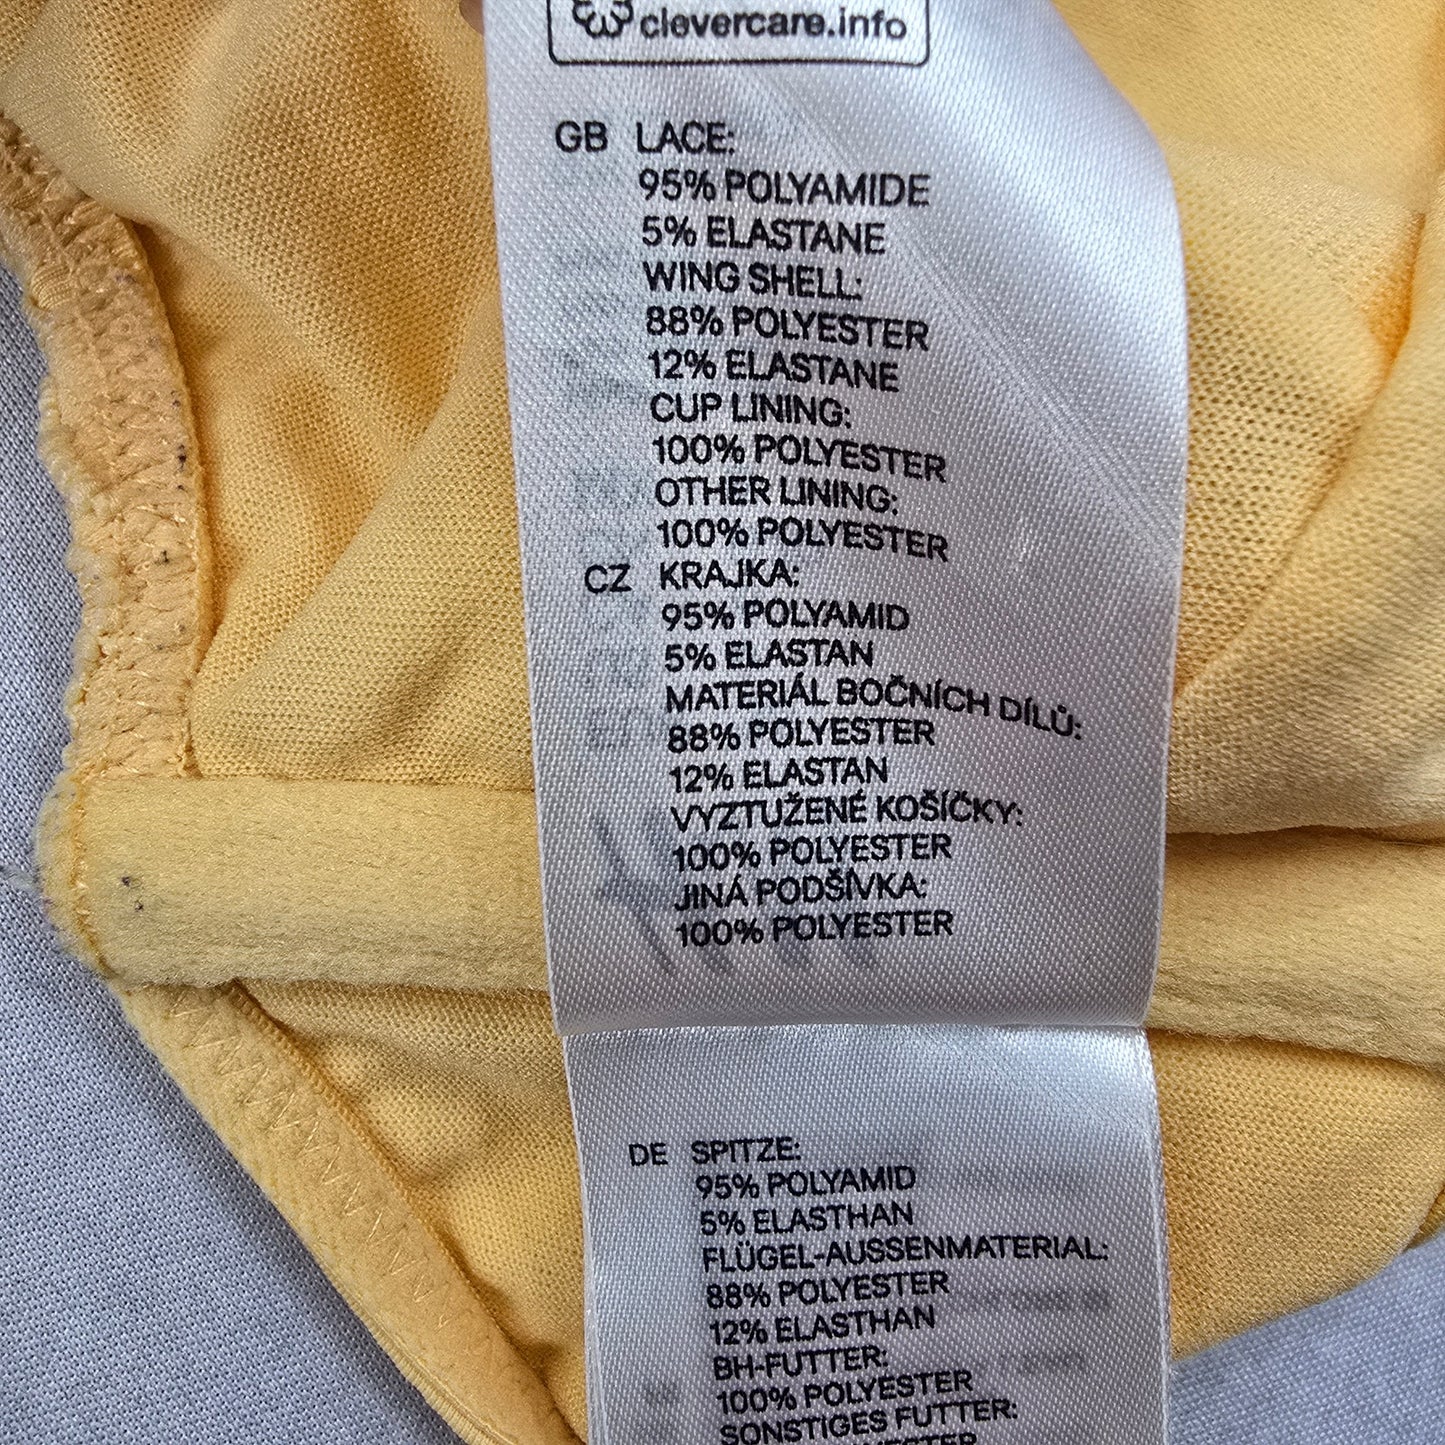 clevercare.info
GB LACE:
95% POLYAMIDE
5% ELASTANE
WING SHELL:
88% POLYESTER
12% ELASTANE
CUP LINING:
100% POLYESTER
OTHER LINING:
100% POLYESTER
CZ KRAJKA:
95% POLYAMID
5% ELASTAN
MATERIÁL BOČNÍCH DÍLŮ:
88% POLYESTER
12% ELASTAN
VYZTUŽENÉ KOŠÍČKY:
100% POLYESTER
JINÁ PODŠÍVKA:
100% POLYESTER
DE SPITZE:
95% POLYAMID
5% ELASTHAN
FLÜGEL-AUSSENMATERIAL:
88% POLYESTER
12% ELASTHAN
BH-FUTTER:
100% POLYESTER
SONSTIGES FUTTER:
POLYESTER